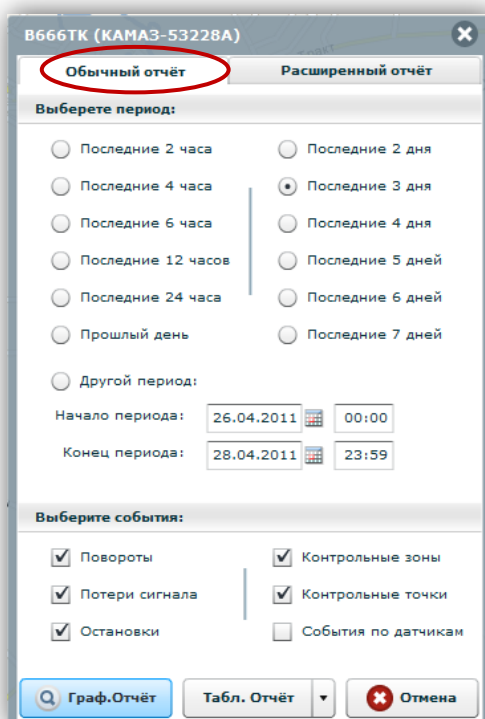 В666ТК (КАМАЗ-53228А)
Тракт
Обычный отчёт Расширенный отчёт
Выберете период:
Последние 2 часа Последние 2 дня
Последние 4 часа Последние 3 дня
Последние 6 часа Последние 4 дня
Последние 12 часов Последние 5 дней
Последние 24 часа Последние 6 дней
Прошлый день Последние 7 дней
Другой период:
Начало периода: 26.04.2011 00:00
Конец периода: 28.04.2011 23:59
Выберите события:
Повороты Контрольные зоны
Потери сигнала Контрольные точки
Остановки События по датчикам
Граф.Отчёт Табл. Отчёт Отмена